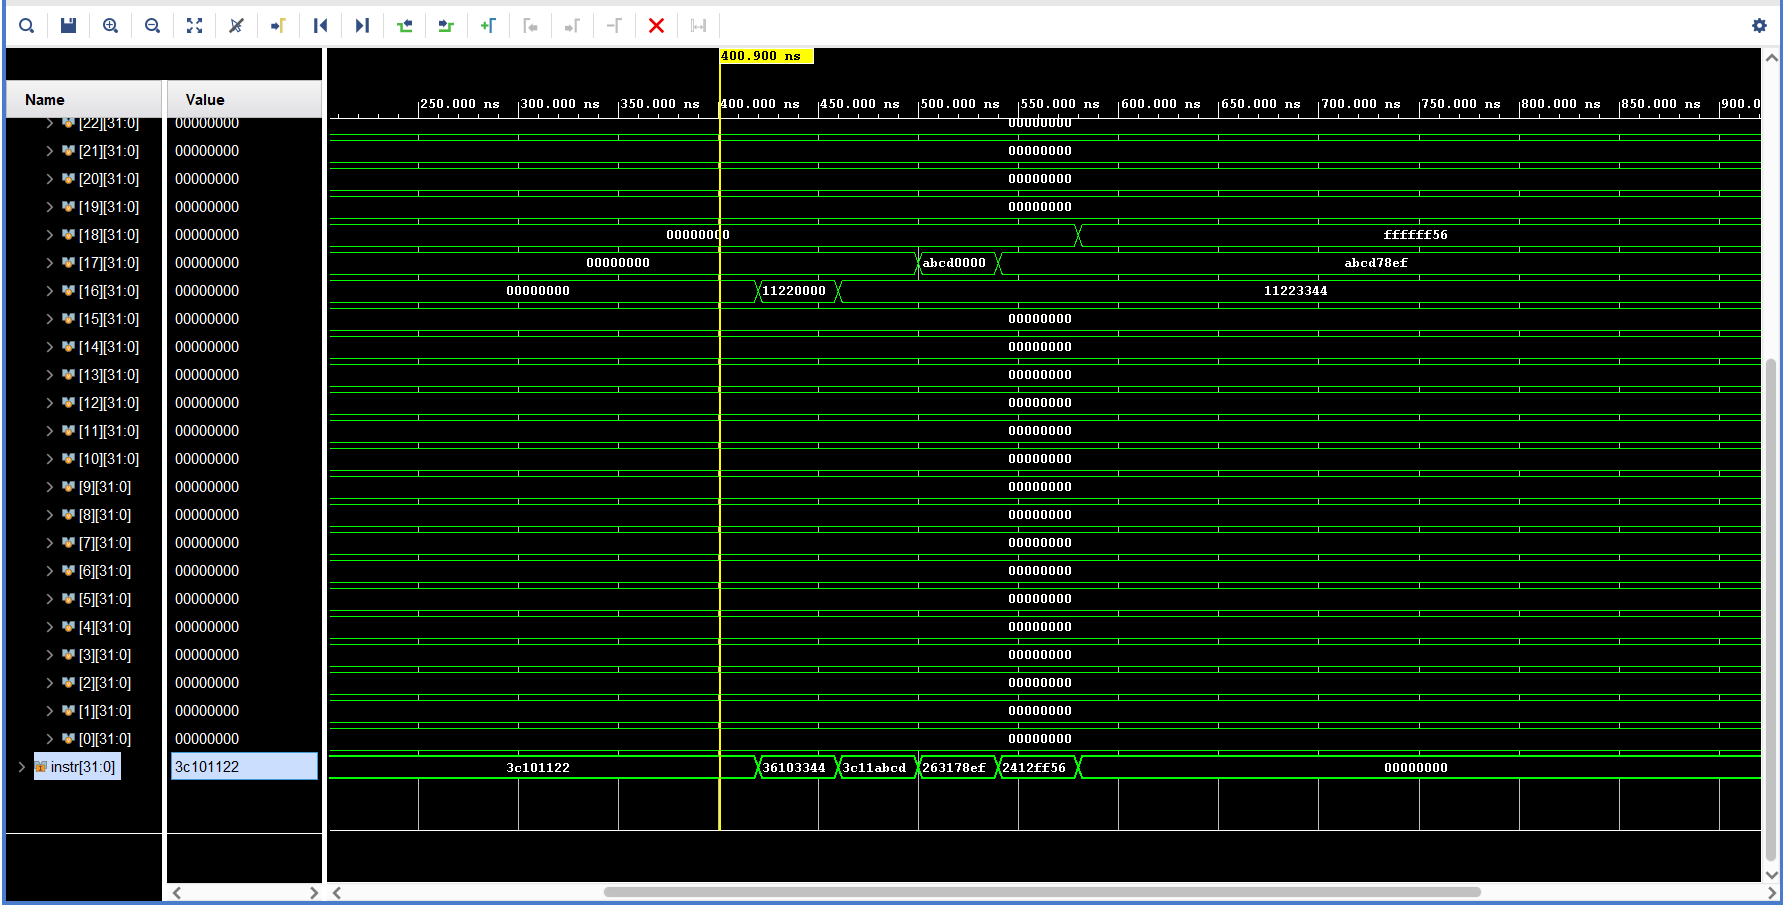 400.900 ns
Name Value 250.000 ns 300.000 ns 350.000 ns 400.000 ns 450.000 ns 500.000 ns 550.000 ns 600.000 ns 650.000 ns 700.000 ns 750.000 ns 800.000 ns 850.000 ns 900.0
[22][31:0] 00000000 00000000
[21][31:0] 00000000 00000000
[20][31:0] 00000000 00000000
[19][31:0] 00000000 00000000
[18][31:0] 00000000 00000000 ffffff56
[17][31:0] 00000000 00000000 abcd0000 abcd78ef
[16][31:0] 00000000 00000000 11220000 11223344
[15][31:0] 00000000 00000000
[14][31:0] 00000000 00000000
[13][31:0] 00000000 00000000
[12][31:0] 00000000 00000000
[11][31:0] 00000000 00000000
[10][31:0] 00000000 00000000
[9][31:0] 00000000 00000000
[8][31:0] 00000000 00000000
[7][31:0] 00000000 00000000
[6][31:0] 00000000 00000000
[5][31:0] 00000000 00000000
[4][31:0] 00000000 00000000
[3][31:0] 00000000 00000000
[2][31:0] 00000000 00000000
[1][31:0] 00000000 00000000
[0][31:0] 00000000 00000000
instr[31:0] 3c101122 3c101122 36103344 3c11abcd 263178ef 2412ff56 00000000